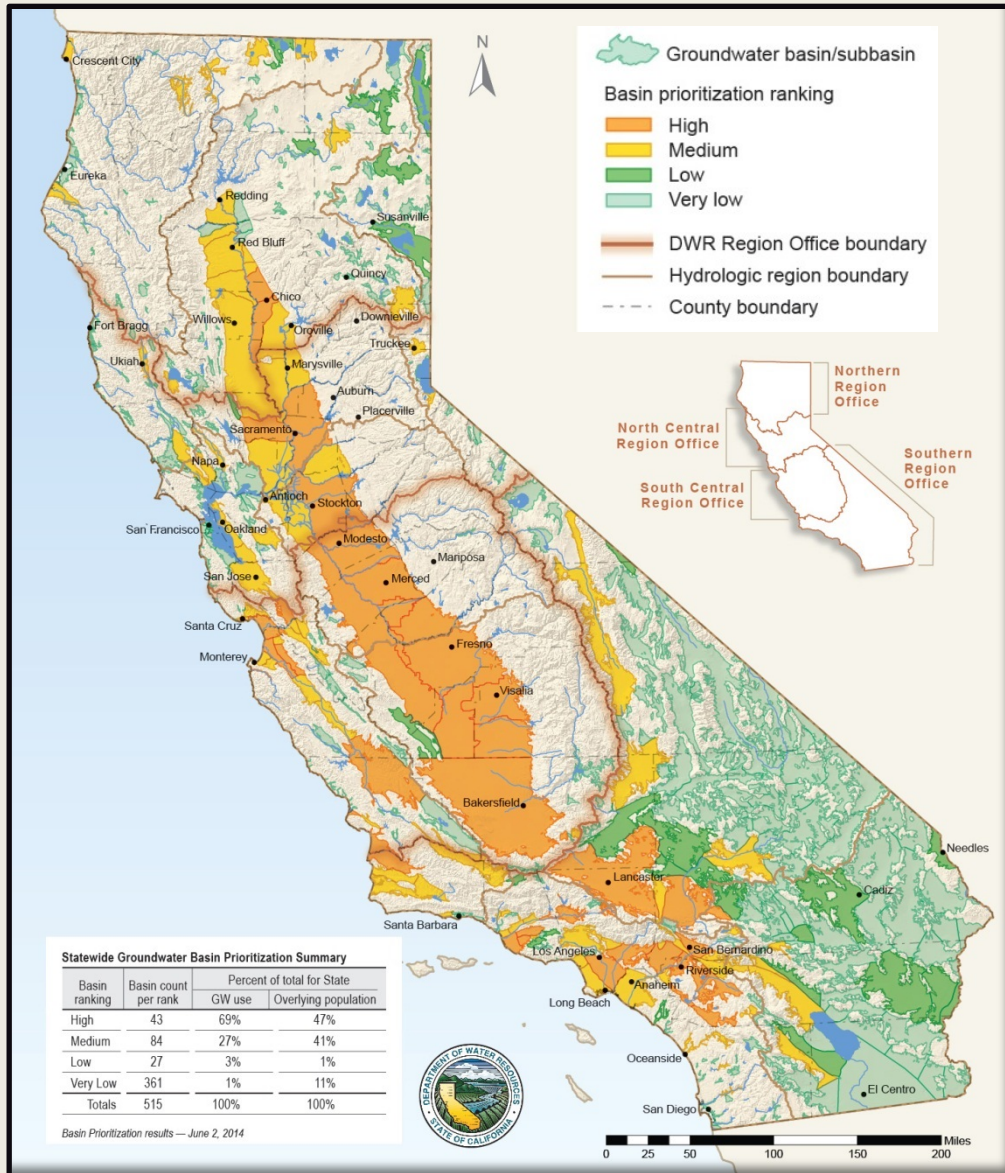 N
Groundwater basin/subbasin
Basin prioritization ranking
High
Medium
Low
Very low
DWR Region Office boundary
Hydrologic region boundary
County boundary
Northern
Region
Office
North Central
Region Office
Southern
Region
Office
South Central
Region Office
Crescent City
Eureka
Redding
Susanville
Red Bluff
Quincy
Chico
Fort Bragg
Willows
Oroville
Downieville
Truckee
Ukiah
Marysville
Auburn
Placerville
Sacramento
Napa
Antioch
Stockton
San Francisco
Oakland
Modesto
Mariposa
San Jose
Merced
Santa Cruz
Fresno
Monterey
Visalia
Bakersfield
Needles
Lancaster
Cadiz
Santa Barbara
Los Angeles
San Bernardino
Riverside
Anaheim
Long Beach
Oceanside
El Centro
San Diego
Statewide Groundwater Basin Prioritization Summary
Basin ranking Basin count per rank Percent of total for State
GW use Overlying population
High 43 69% 47%
Medium 84 27% 41%
Low 27 3% 1%
Very Low 361 1% 11%
Totals 515 100% 100%
Basin Prioritization results — June 2, 2014
DEPARTMENT OF WATER RESOURCES
STATE OF CALIFORNIA
Miles
0 25 50 100 150 200